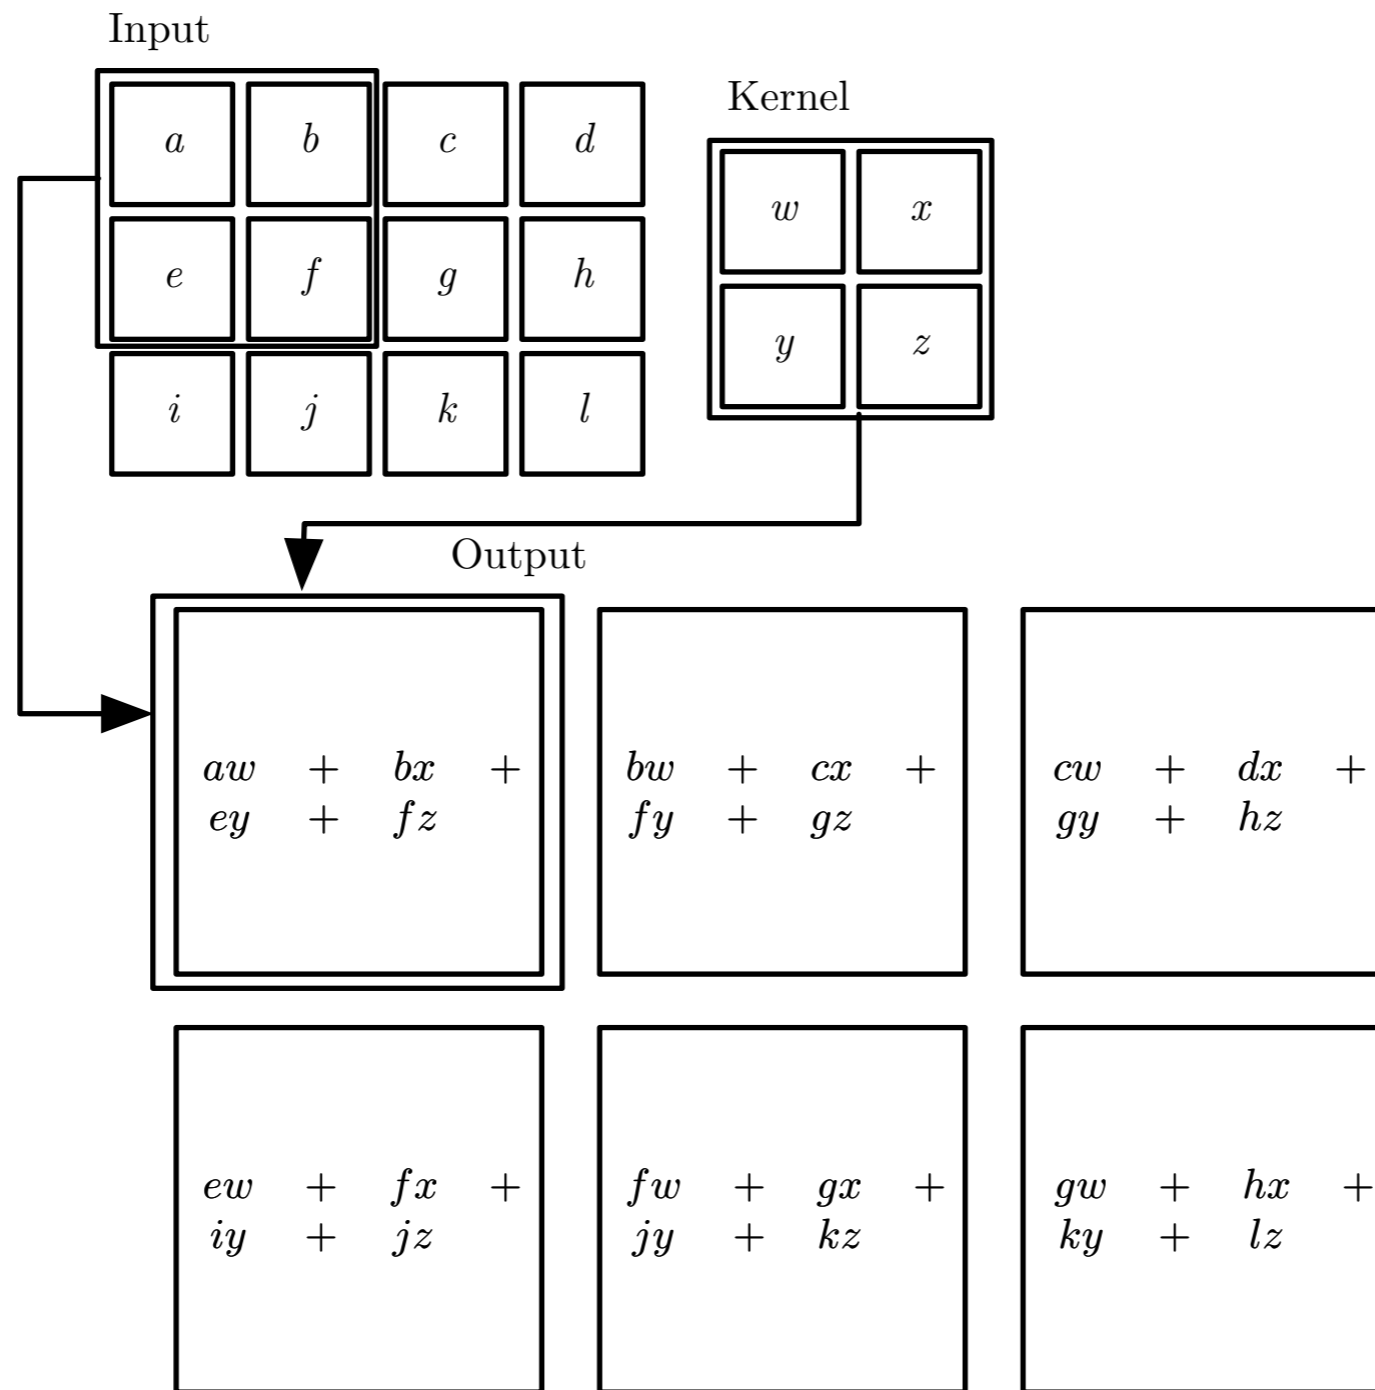 Input
a b c d
e f g h
i j k l
Kernel
w x
y z
Output
aw + bx +
ey + fz
bw + cx +
fy + gz
cw + dx +
gy + hz
ew + fx +
iy + jz
fw + gx +
jy + kz
gw + hx +
ky + lz